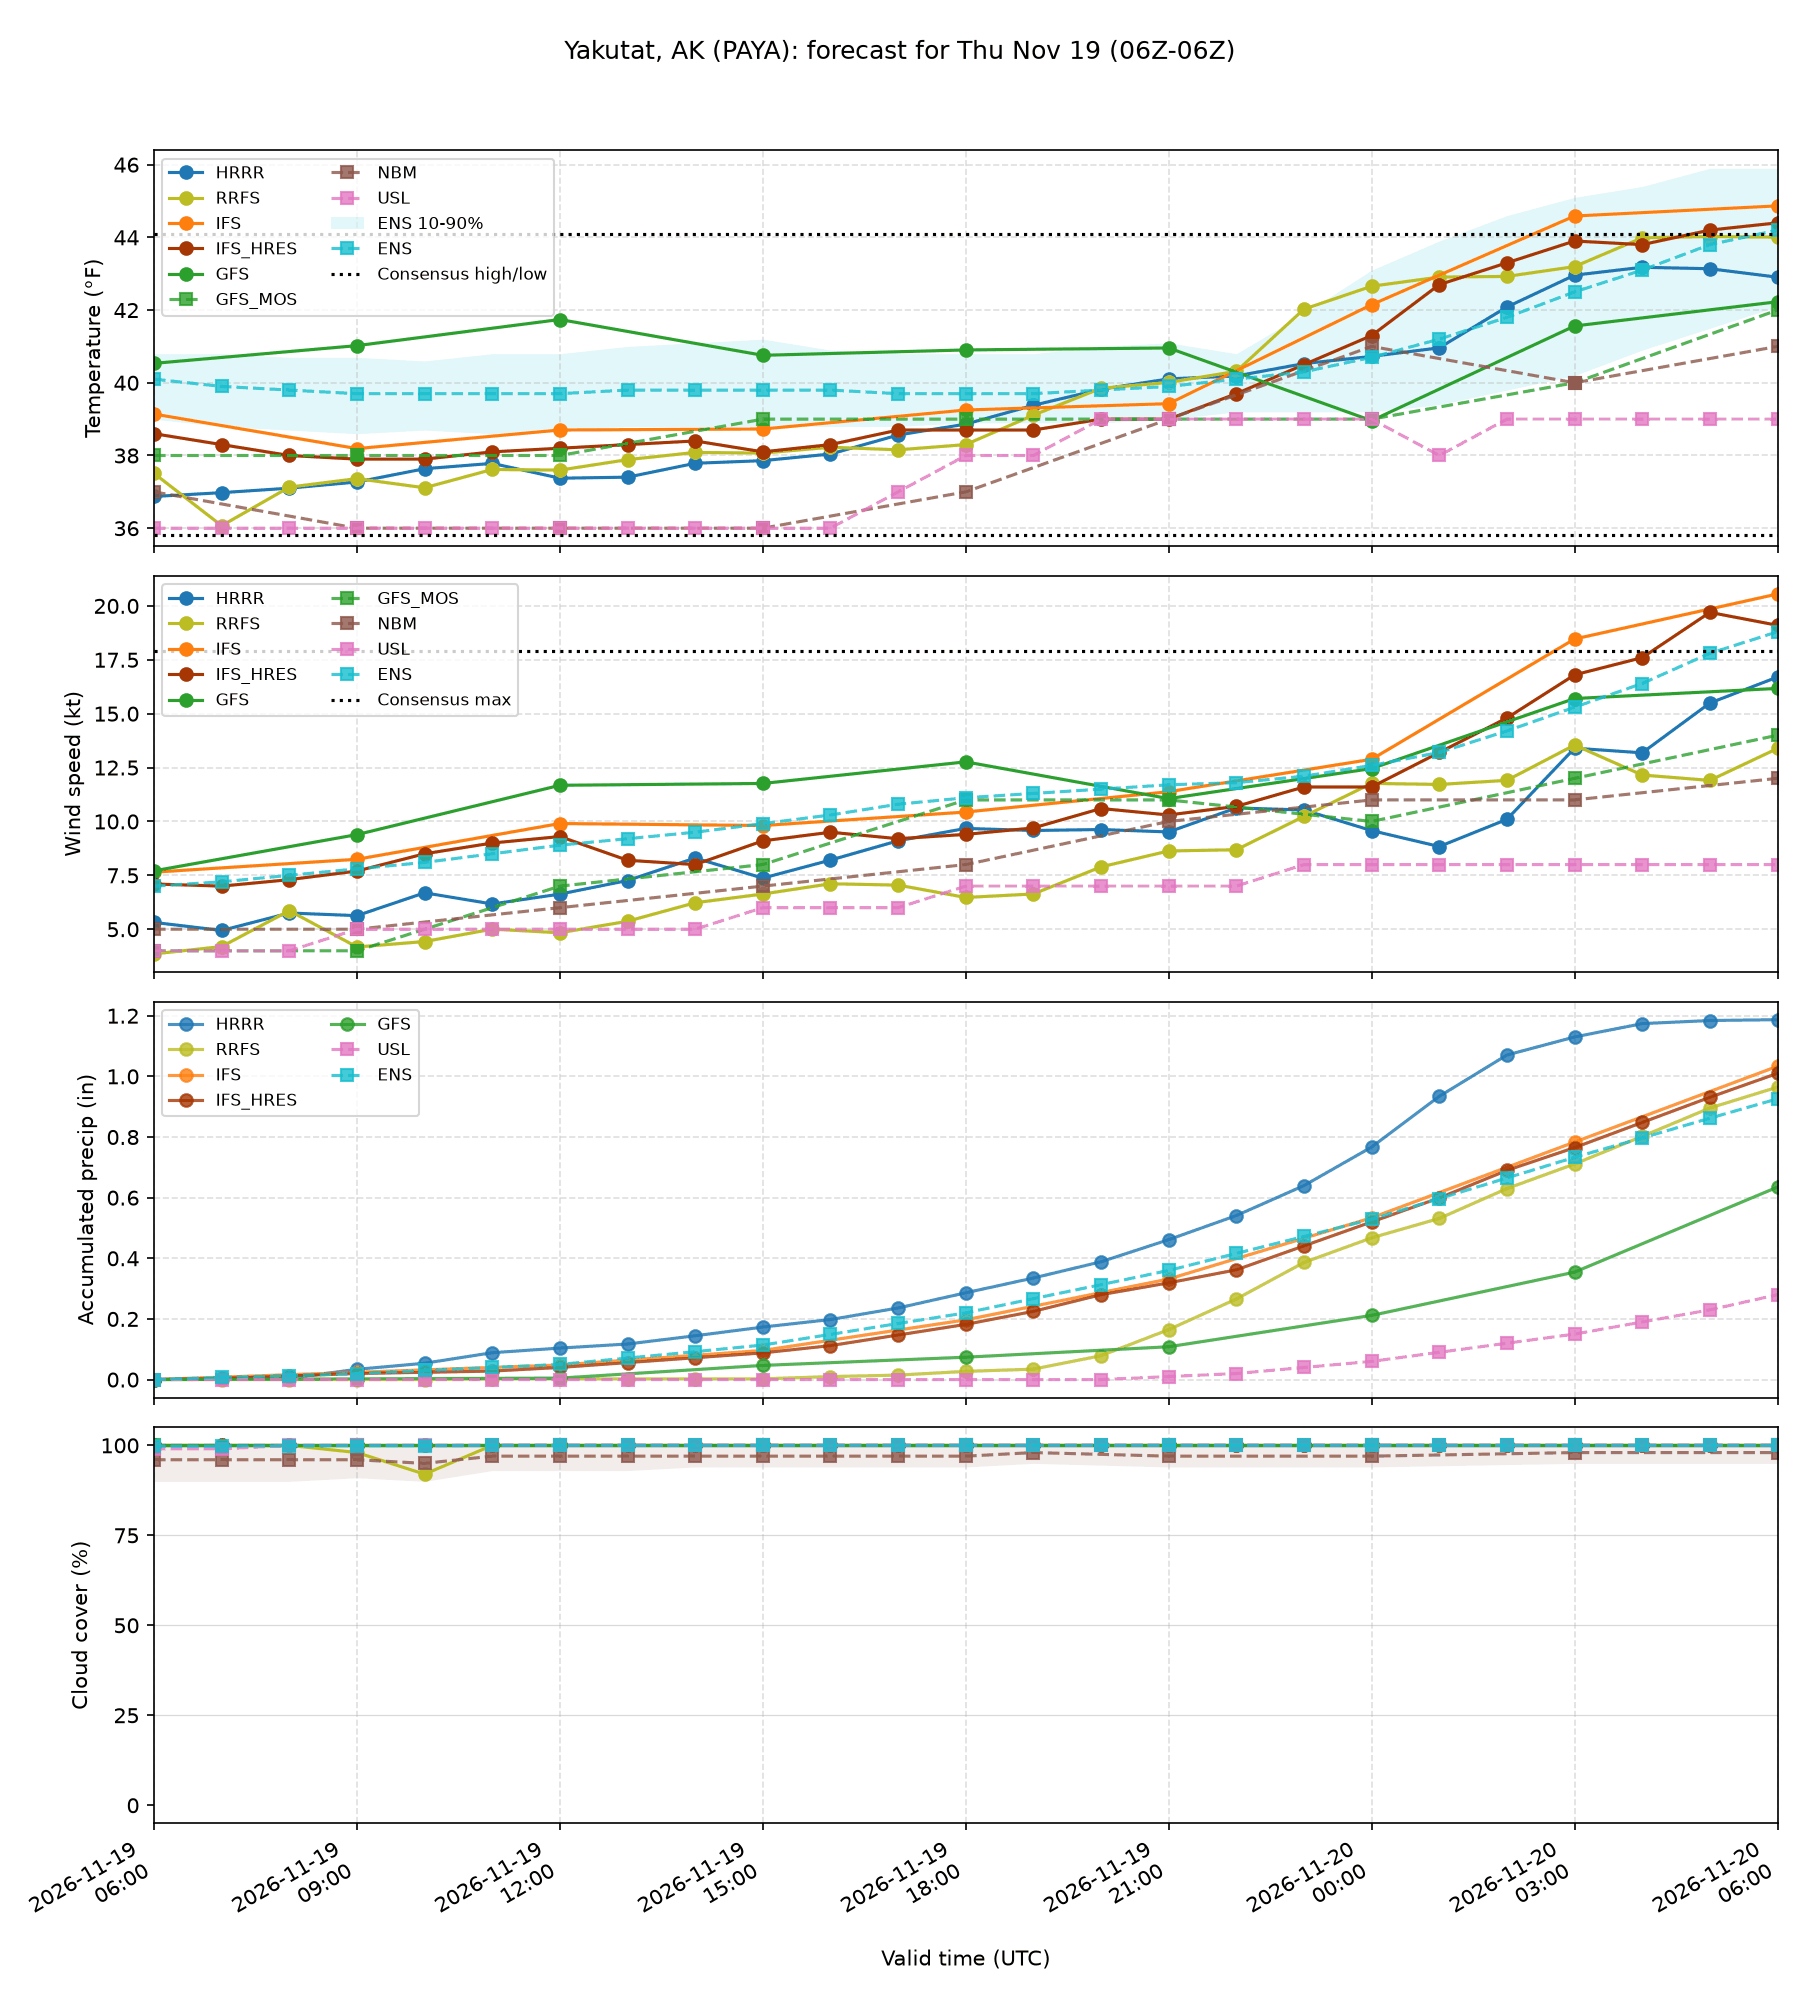 Yakutat, AK (PAYA): forecast for Thu Nov 19 (06Z-06Z)
Temperature (°F)
46
44
42
40
38
36
HRRR
RRFS
IFS
IFS_HRES
GFS
GFS_MOS
NBM
USL
ENS 10-90%
ENS
Consensus high/low
Wind speed (kt)
20.0
17.5
15.0
12.5
10.0
7.5
5.0
HRRR
RRFS
IFS
IFS_HRES
GFS
GFS_MOS
NBM
USL
ENS
Consensus max
Accumulated precip (in)
1.2
1.0
0.8
0.6
0.4
0.2
0.0
HRRR
RRFS
IFS
IFS_HRES
GFS
USL
ENS
Cloud cover (%)
100
75
50
25
0
2026-11-19
06:00
2026-11-19
09:00
2026-11-19
12:00
2026-11-19
15:00
2026-11-19
18:00
2026-11-19
21:00
2026-11-20
00:00
2026-11-20
03:00
2026-11-20
06:00
Valid time (UTC)